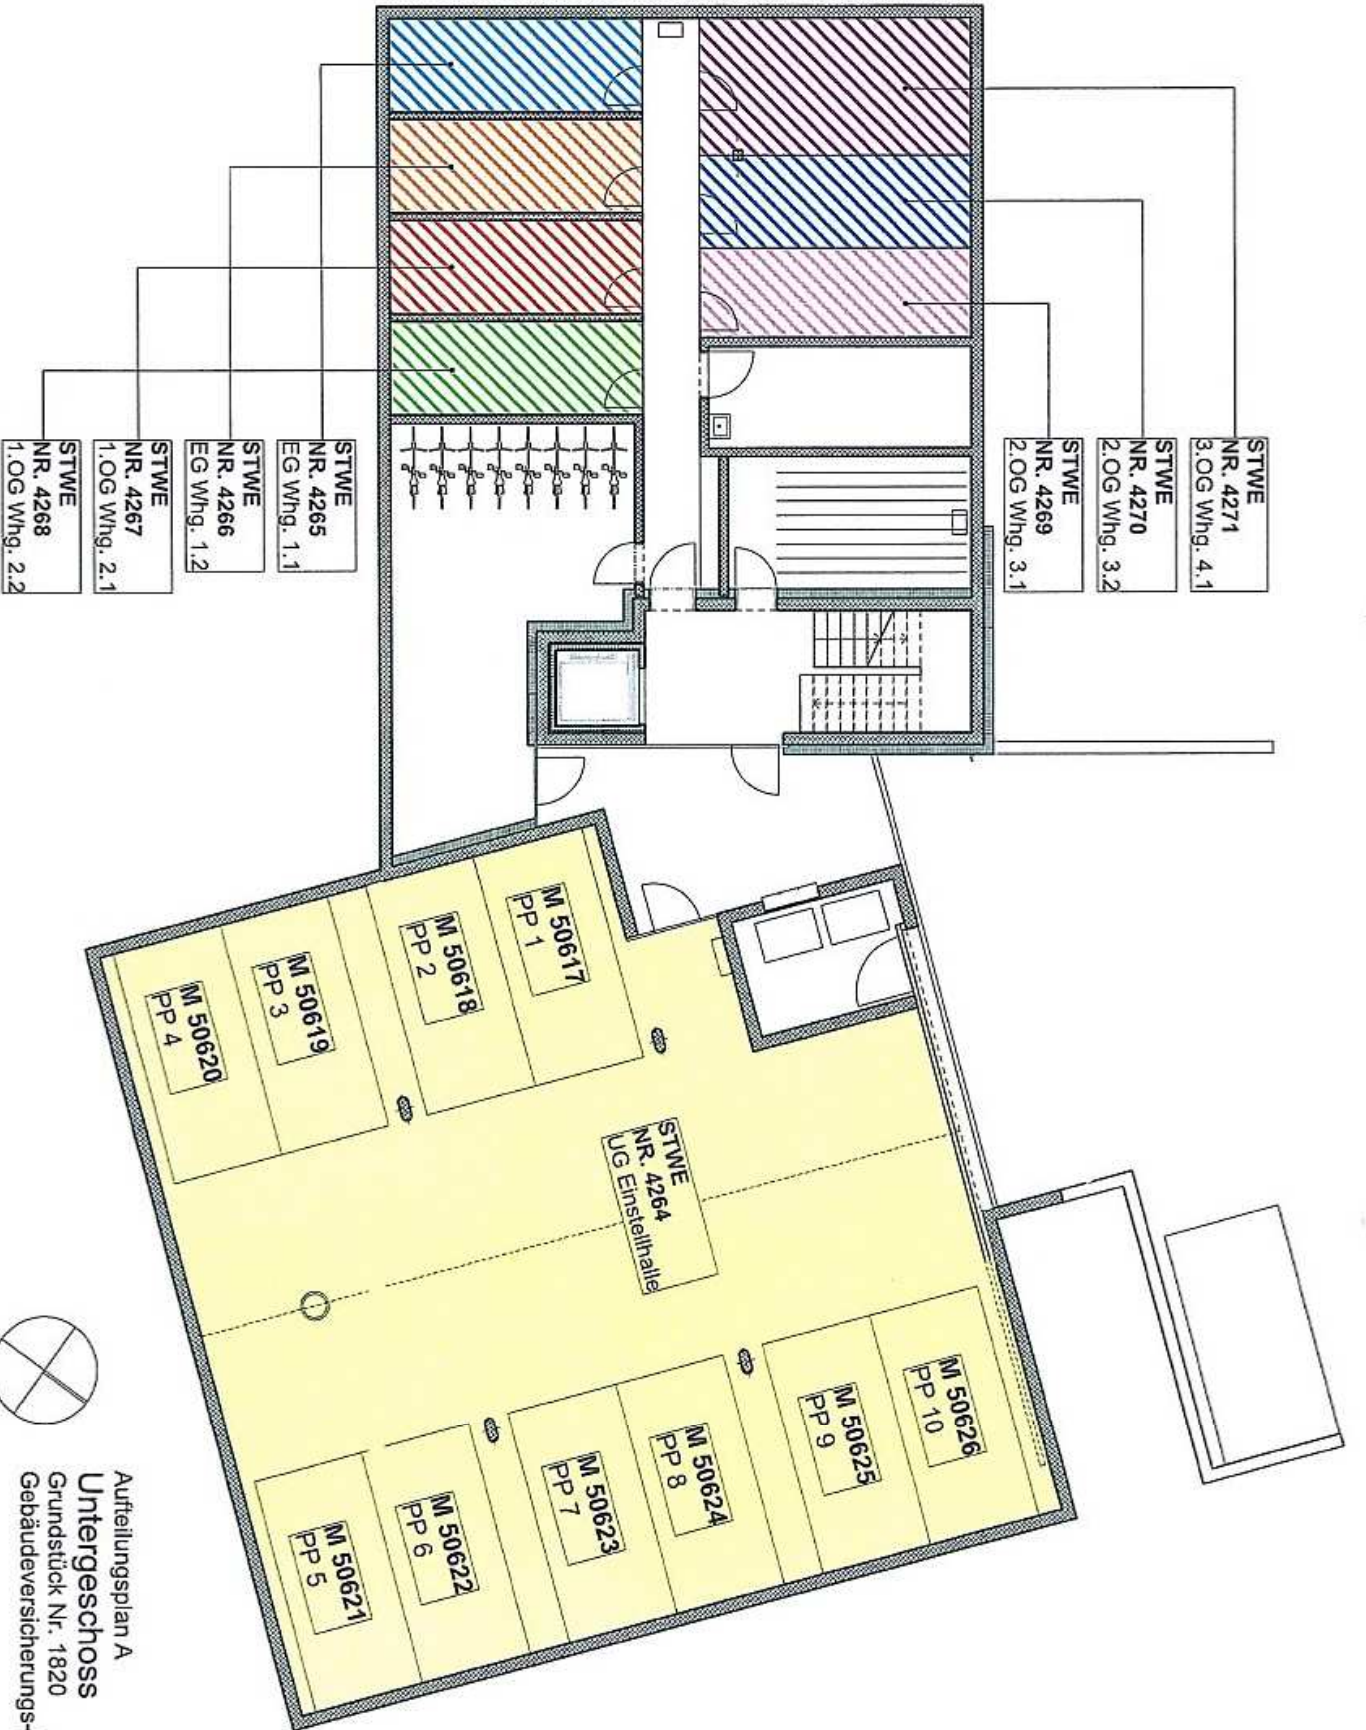 STWE
NR. 4271
3.OG Whg. 4.1
STWE
NR. 4270
2.OG Whg. 3.2
STWE
NR. 4269
2.OG Whg. 3.1
STWE
NR. 4265
EG Whg. 1.1
STWE
NR. 4266
EG Whg. 1.2
STWE
NR. 4267
1.OG Whg. 2.1
STWE
NR. 4268
1.OG Whg. 2.2
M 50617
PP 1
M 50618
PP 2
M 50619
PP 3
M 50620
PP 4
STWE
NR. 4264
UG Einstellhalle
M 50626
PP 10
M 50625
PP 9
M 50624
PP 8
M 50623
PP 7
M 50622
PP 6
M 50621
PP 5
Aufteilungsplan A
Untergeschoss
Grundstück Nr. 1820
Gebäudeversicherungs-